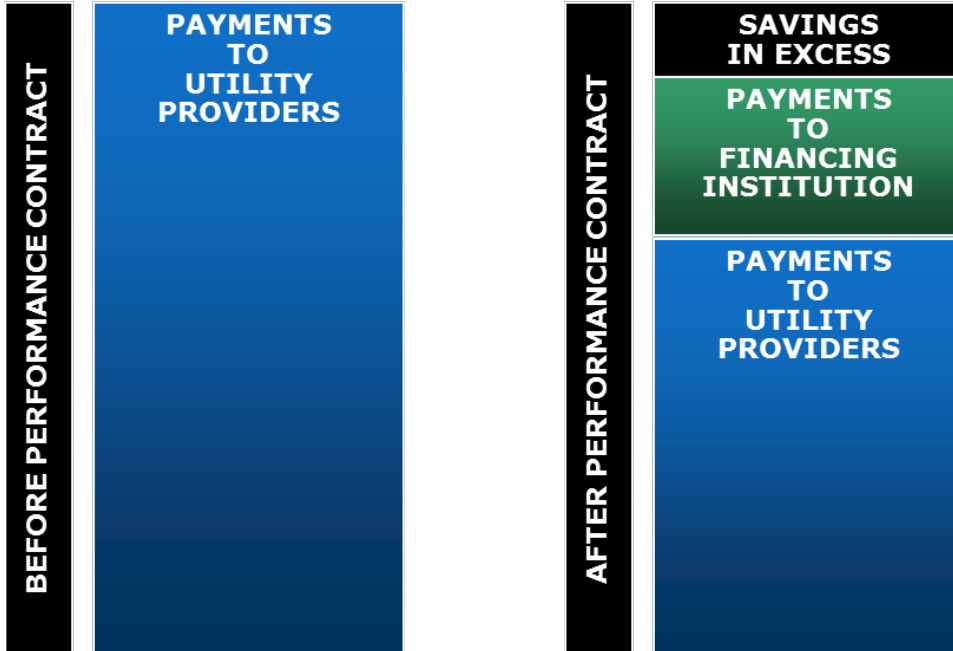 BEFORE PERFORMANCE CONTRACT
PAYMENTS
TO
UTILITY
PROVIDERS
AFTER PERFORMANCE CONTRACT
SAVINGS
IN EXCESS
PAYMENTS
TO
FINANCING
INSTITUTION
PAYMENTS
TO
UTILITY
PROVIDERS